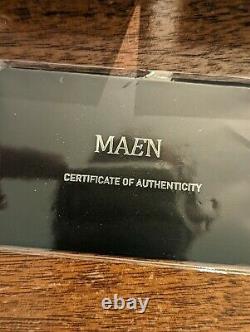 MAEN
CERTIFICATE OF AUTHENTICITY